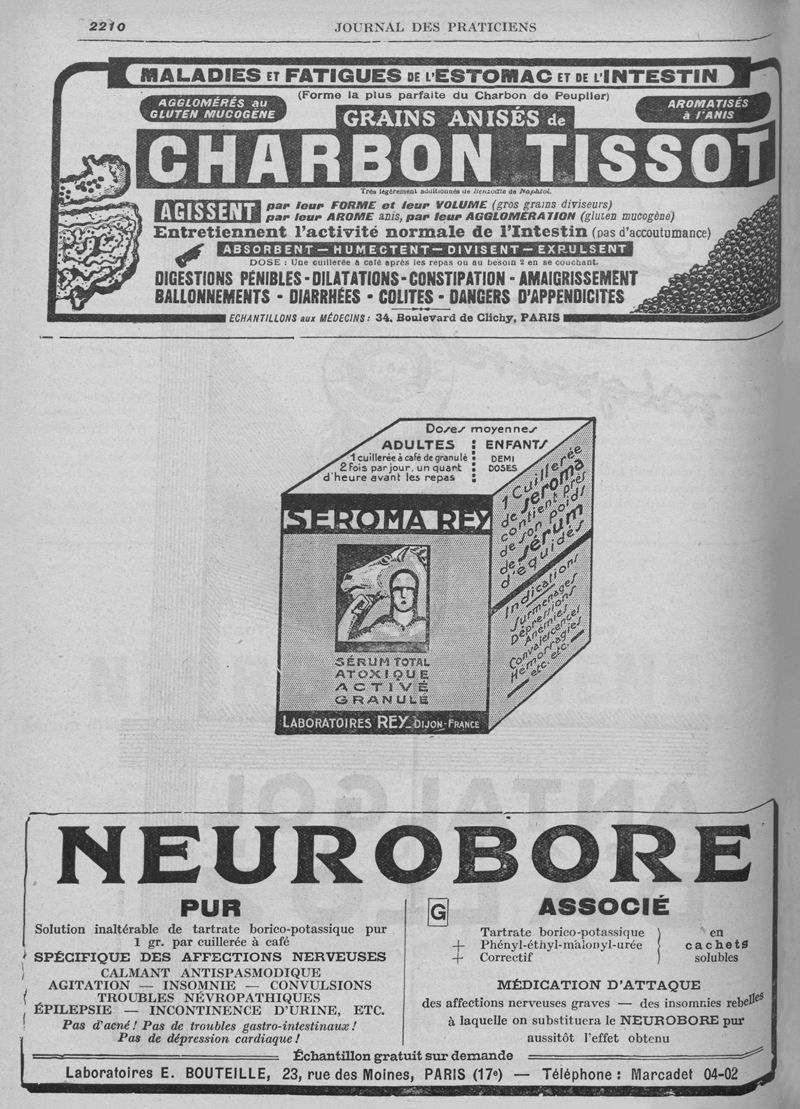 2210
JOURNAL DES PRATICIENS
MALADIES ET FATIGUES DE L'ESTOMAC ET DE L'INTESTIN
(Forme la plus parfaite du Charbon de Peuplier)
AGGLOMÉRÉS au
GLUTEN MUCOGÈNE
AROMATISÉS
à l'ANIS
GRAINS ANISÉS de
CHARBON TISSOT
Très légèrement additionnés de Benzoate de Naphtol.
AGISSENT
par leur FORME et leur VOLUME (gros grains diviseurs)
par leur AROME anis, par leur AGGLOMÉRATION (gluten mucogène)
Entretiennent l'activité normale de l'Intestin (pas d'accoutumance)
ABSORBENT — HUMECTENT — DIVISENT — EXPULSENT
DOSE : Une cuillerée à café après les repas ou au besoin 2 en se couchant.
DIGESTIONS PÉNIBLES - DILATATIONS - CONSTIPATION - AMAIGRISSEMENT
BALLONNEMENTS - DIARRHÉES - COLITES - DANGERS D'APPENDICITES
ECHANTILLONS aux MÉDECINS : 34, Boulevard de Clichy, PARIS
Doses moyennes
ADULTES
1 cuillerée à café de granulé
2 fois par jour, un quart
d'heure avant les repas
ENFANTS
DEMI
DOSES
SEROMA REY
SÉRUM TOTAL
ATOXIQUE
ACTIVÉ
GRANULÉ
LABORATOIRES REY_DIJON-FRANCE
1 Cuillerée
de seroma
contient près
de son poids
de sérum
d'équidés
Indications
Surmenages
Dépressions
Anémies
Convalescences
Hémorragies
etc. etc.
NEUROBORE
PUR
Solution inaltérable de tartrate borico-potassique pur
1 gr. par cuillerée à café
SPÉCIFIQUE DES AFFECTIONS NERVEUSES
CALMANT ANTISPASMODIQUE
AGITATION — INSOMNIE — CONVULSIONS
TROUBLES NÉVROPATHIQUES
ÉPILEPSIE — INCONTINENCE D'URINE, ETC.
Pas d'acné ! Pas de troubles gastro-intestinaux !
Pas de dépression cardiaque !
G
ASSOCIÉ
Tartrate borico-potassique
+ Phényl-éthyl-malonyl-urée
+ Correctif
en
cachets
solubles
MÉDICATION D'ATTAQUE
des affections nerveuses graves — des insomnies rebelles
à laquelle on substituera le NEUROBORE pur
aussitôt l'effet obtenu
Échantillon gratuit sur demande
Laboratoires E. BOUTEILLE, 23, rue des Moines, PARIS (17e) — Téléphone : Marcadet 04-02